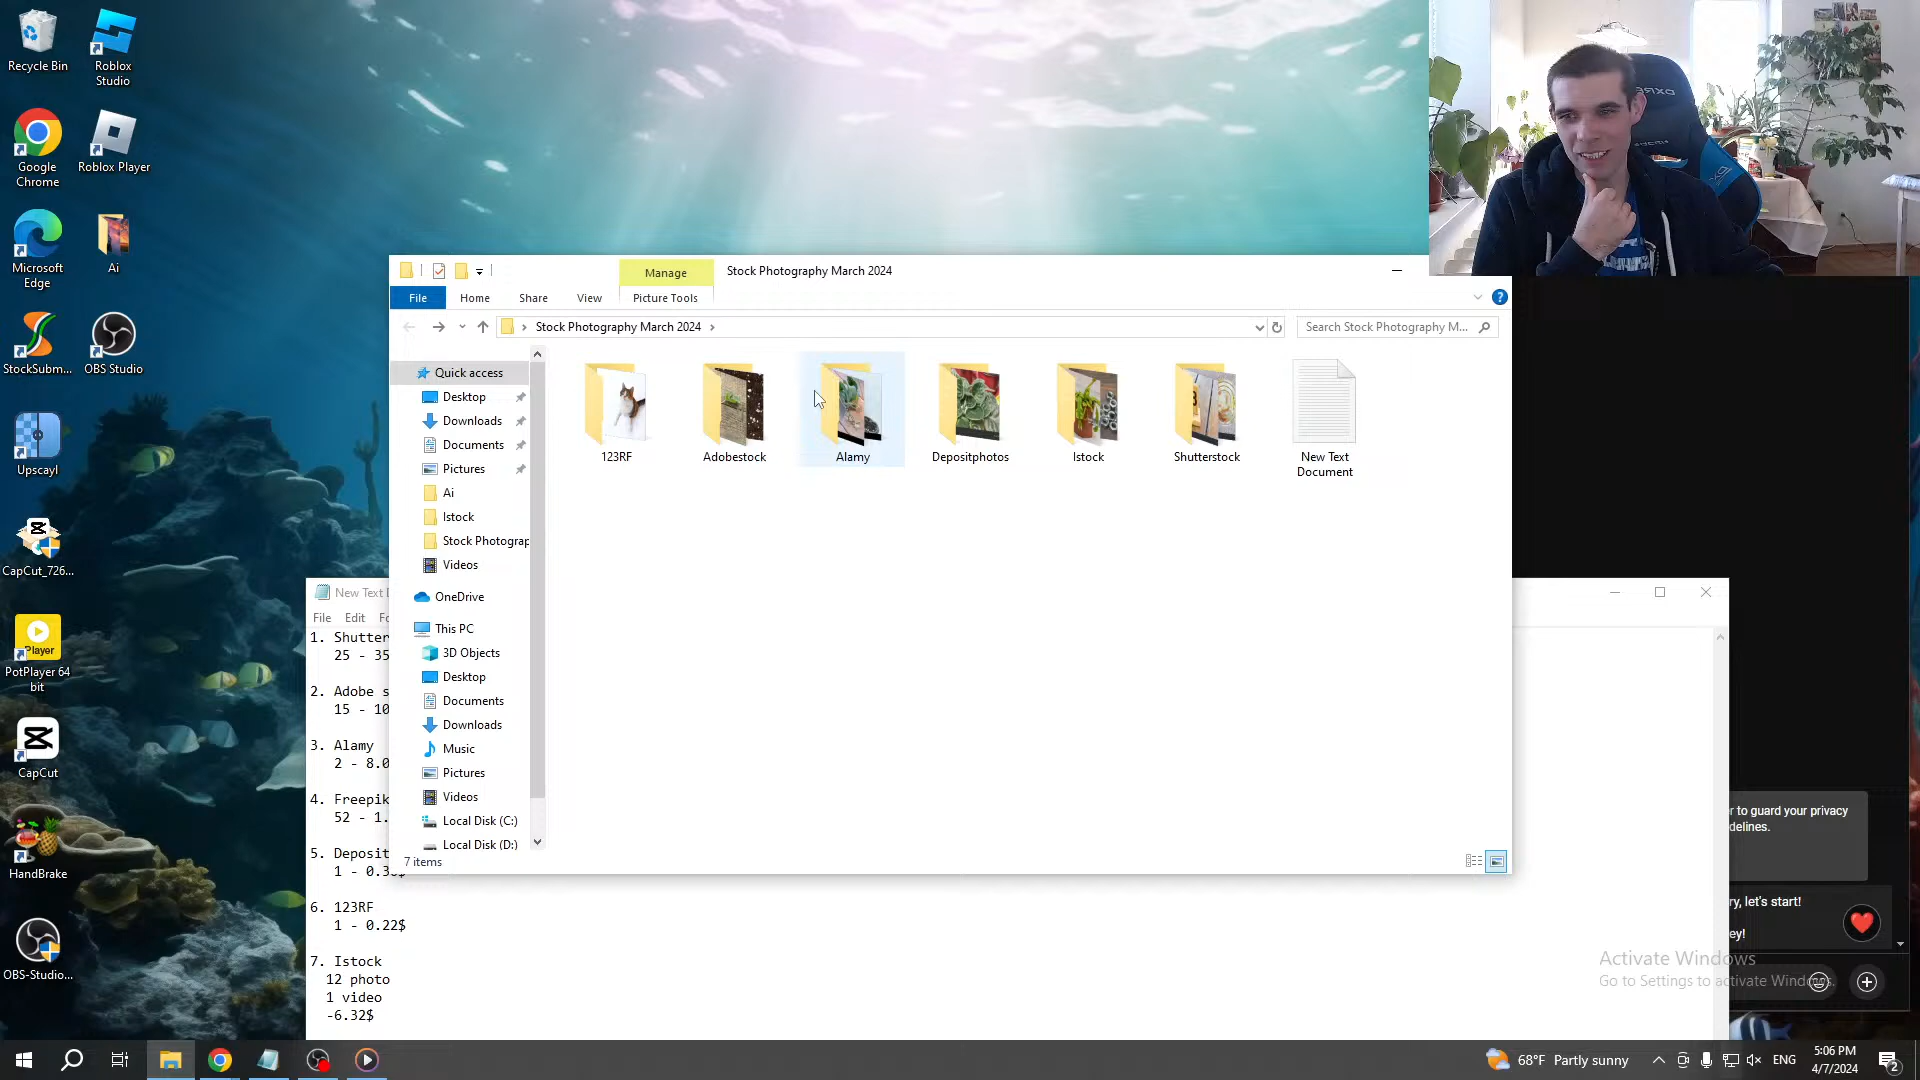 Recycle Bin
Roblox
Studio
Google
Chrome
Roblox Player
Microsoft
Edge
Ai
StockSubm...
OBS Studio
Upscayl
CapCut_726...
Player
PotPlayer 64
bit
CapCut
HandBrake
OBS-Studio...
Manage
Stock Photography March 2024
File
Home
Share
View
Picture Tools
Stock Photography March 2024
Search Stock Photography M...
Quick access
Desktop
Downloads
Documents
Pictures
Ai
Istock
Stock Photograp
Videos
OneDrive
This PC
3D Objects
Desktop
Documents
Downloads
Music
Pictures
Videos
Local Disk (C:)
Local Disk (D:)
7 items
123RF
Adobestock
Alamy
Depositphotos
Istock
Shutterstock
New Text
Document
New Text D
File Edit Fo
1. Shutter
25 - 35
2. Adobe s
15 - 10
3. Alamy
2 - 8.0
4. Freepik
52 - 1.
5. Deposit
1 - 0.36$
6. 123RF
1 - 0.22$
7. Istock
12 photo
1 video
-6.32$
r to guard your privacy
delines.
ry, let's start!
ey!
Activate Windows
Go to Settings to activate Windows.
68°F Partly sunny
ENG
5:06 PM
4/7/2024
2